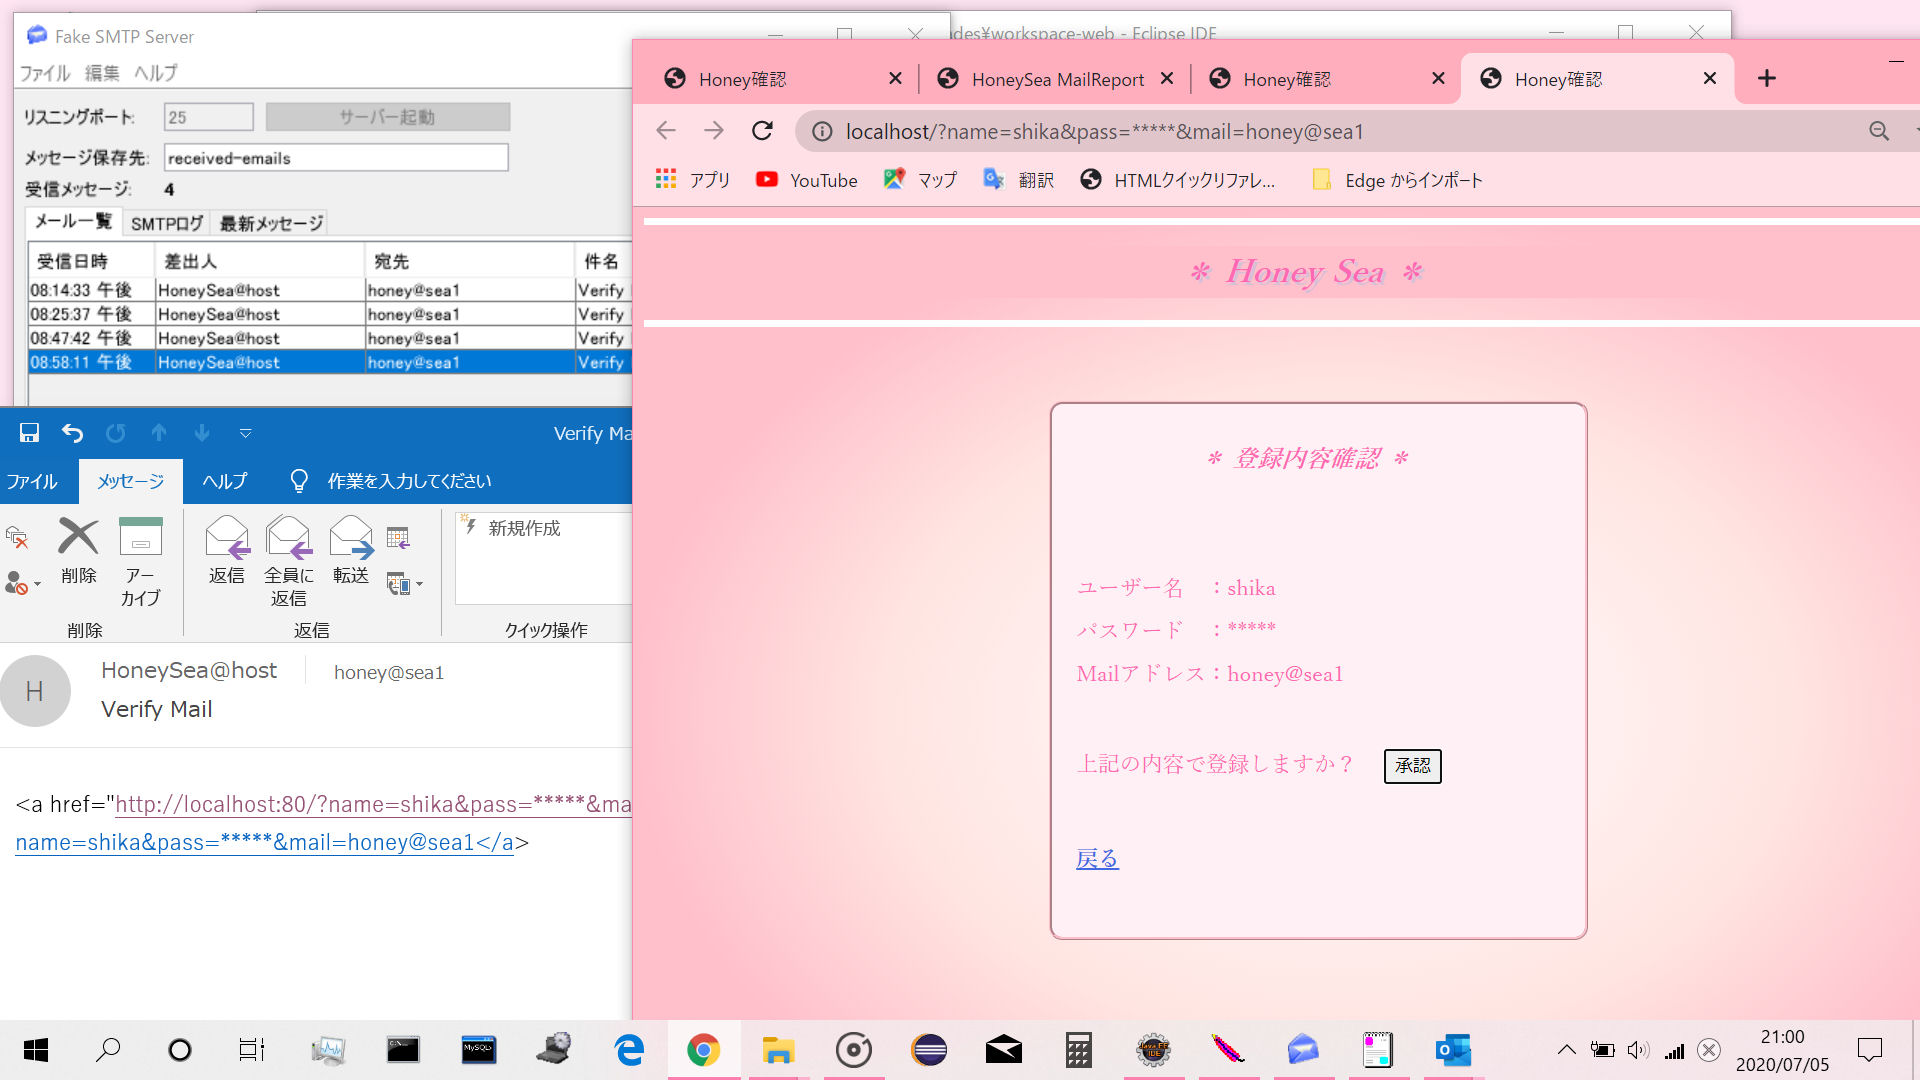 Fake SMTP Server
ファイル 編集 ヘルプ
リスニングポート: 25 サーバー起動
メッセージ保存先: received-emails
受信メッセージ: 4
メール一覧 SMTPログ 最新メッセージ
受信日時 差出人 宛先 件名
08:14:33 午後 HoneySea@host honey@sea1 Verify
08:25:37 午後 HoneySea@host honey@sea1 Verify
08:47:42 午後 HoneySea@host honey@sea1 Verify
08:58:11 午後 HoneySea@host honey@sea1 Verify
des¥workspace-web - Eclipse IDE
Honey確認 HoneySea MailReport Honey確認 Honey確認
localhost/?name=shika&pass=*****&mail=honey@sea1
アプリ YouTube マップ 翻訳 HTMLクイックリファレ... Edge からインポート
* Honey Sea *
* 登録内容確認 *
ユーザー名 :shika
パスワード :*****
Mailアドレス:honey@sea1
上記の内容で登録しますか? 承認
戻る
Verify Ma
ファイル メッセージ ヘルプ 作業を入力してください
新規作成
削除 アー
カイブ
返信 全員に
返信 転送
削除 返信 クイック操作
H
HoneySea@host honey@sea1
Verify Mail
<a href="http://localhost:80/?name=shika&pass=*****&ma
name=shika&pass=*****&mail=honey@sea1</a>
MySQL
Java EE
IDE
21:00
2020/07/05